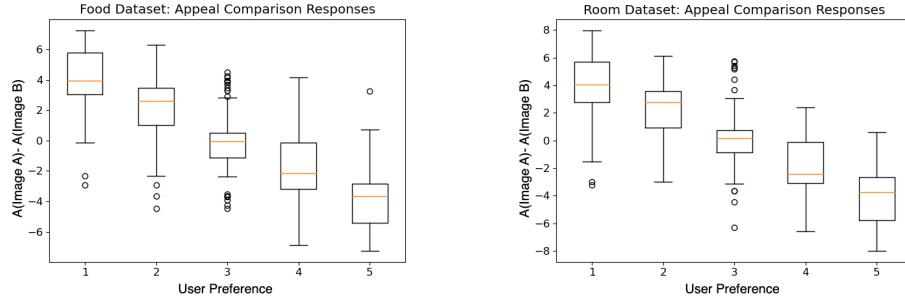 Food Dataset: Appeal Comparison Responses
A(Image A)- A(Image B)
6
4
2
0
−2
−4
−6
1 2 3 4 5
User Preference
Room Dataset: Appeal Comparison Responses
A(Image A)- A(Image B)
8
6
4
2
0
−2
−4
−6
−8
1 2 3 4 5
User Preference